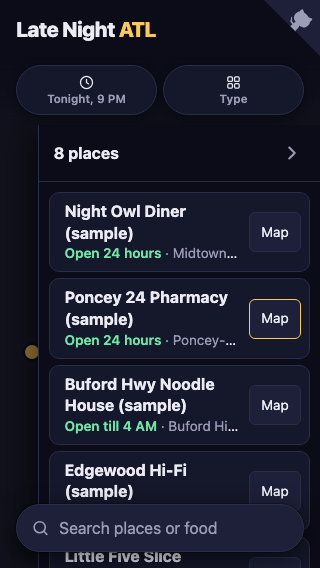 Late Night ATL
Tonight, 9 PM
Type
8 places
Night Owl Diner
(sample)
Open 24 hours · Midtown...
Map
Poncey 24 Pharmacy
(sample)
Open 24 hours · Poncey-...
Map
Buford Hwy Noodle
House (sample)
Open till 4 AM · Buford Hi...
Map
Edgewood Hi-Fi
(sample)
Map
Search places or food
Little Five Slice